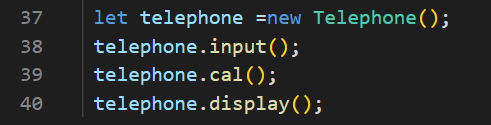 37 let telephone =new Telephone();
38 telephone.input();
39 telephone.cal();
40 telephone.display();